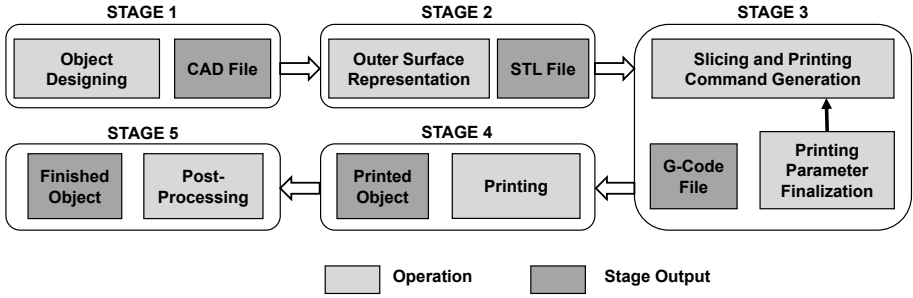 STAGE 1
Object
Designing
CAD File
STAGE 2
Outer Surface
Representation
STL File
STAGE 3
Slicing and Printing
Command Generation
Printing
Parameter
Finalization
G-Code
File
STAGE 4
Printing
Printed
Object
STAGE 5
Post-
Processing
Finished
Object
Operation
Stage Output